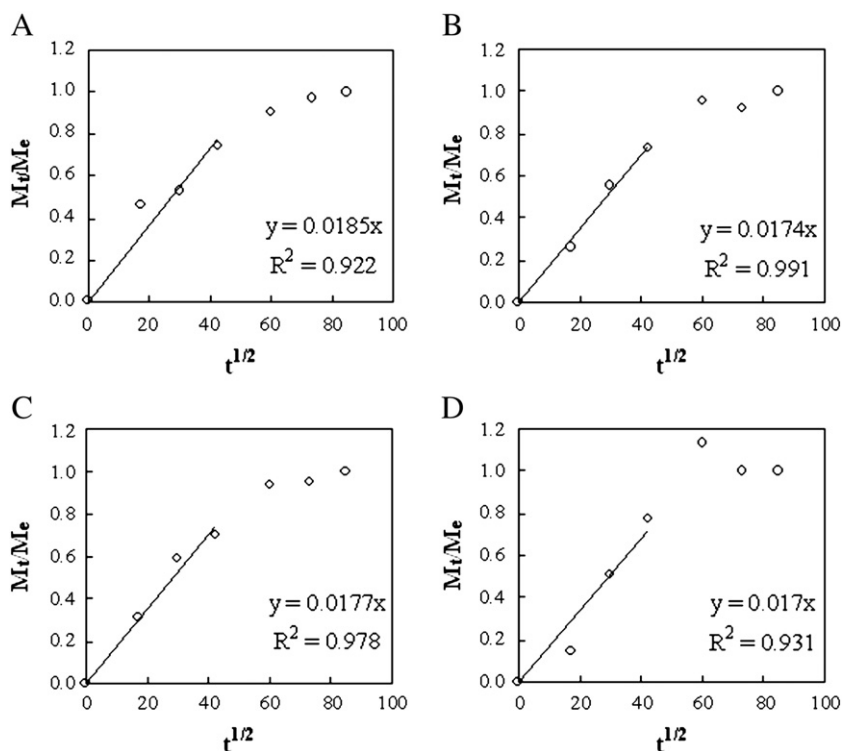 A
1.2
1.0
0.8
0.6
0.4
0.2
0.0
Mt/Me
y = 0.0185x
R² = 0.922
0 20 40 60 80 100
t^1/2
B
1.2
1.0
0.8
0.6
0.4
0.2
0.0
Mt/Me
y = 0.0174x
R² = 0.991
0 20 40 60 80 100
t^1/2
C
1.2
1.0
0.8
0.6
0.4
0.2
0.0
Mt/Me
y = 0.0177x
R² = 0.978
0 20 40 60 80 100
t^1/2
D
1.2
1.0
0.8
0.6
0.4
0.2
0.0
Mt/Me
y = 0.017x
R² = 0.931
0 20 40 60 80 100
t^1/2